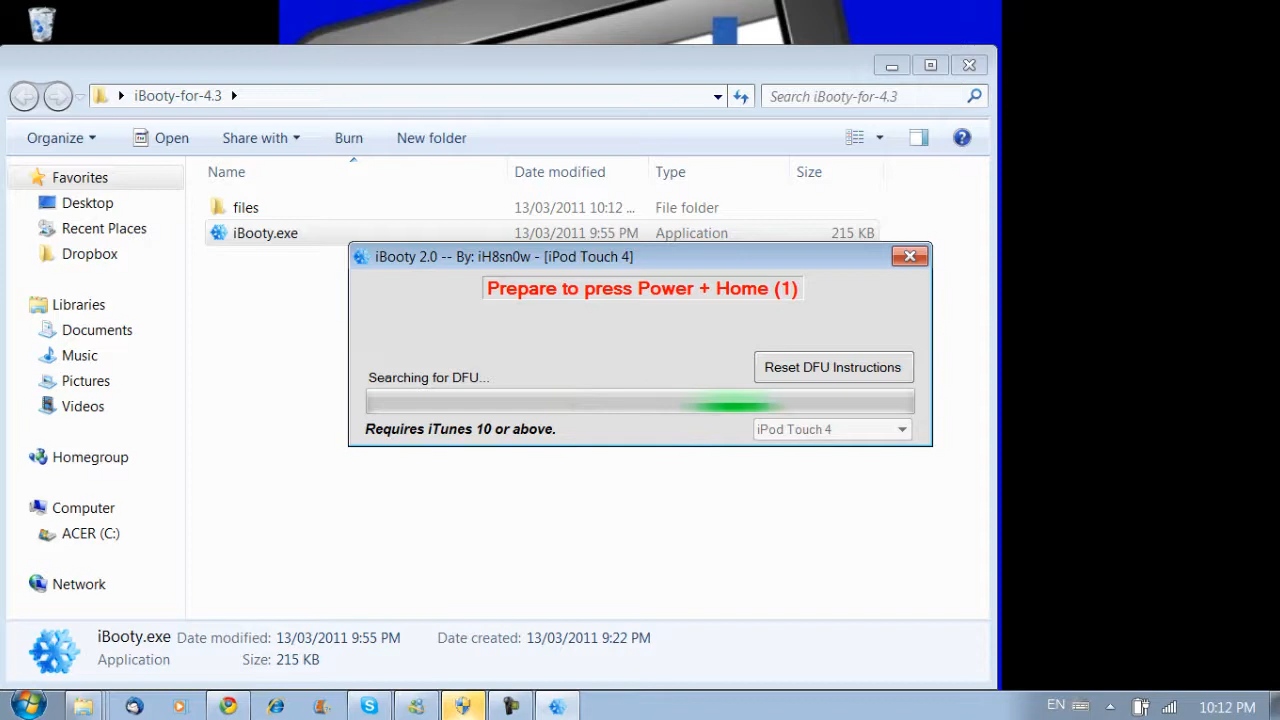 iBooty-for-4.3
Search iBooty-for-4.3
Organize Open Share with Burn New folder
Name Date modified Type Size
Favorites
Desktop
Recent Places
Dropbox
Libraries
Documents
Music
Pictures
Videos
Homegroup
Computer
ACER (C:)
Network
files 13/03/2011 10:12 ... File folder
iBooty.exe 13/03/2011 9:55 PM Application 215 KB
iBooty 2.0 -- By: iH8sn0w - [iPod Touch 4]
Prepare to press Power + Home (1)
Reset DFU Instructions
Searching for DFU...
Requires iTunes 10 or above.
iPod Touch 4
iBooty.exe Date modified: 13/03/2011 9:55 PM Date created: 13/03/2011 9:22 PM
Application Size: 215 KB
EN 10:12 PM